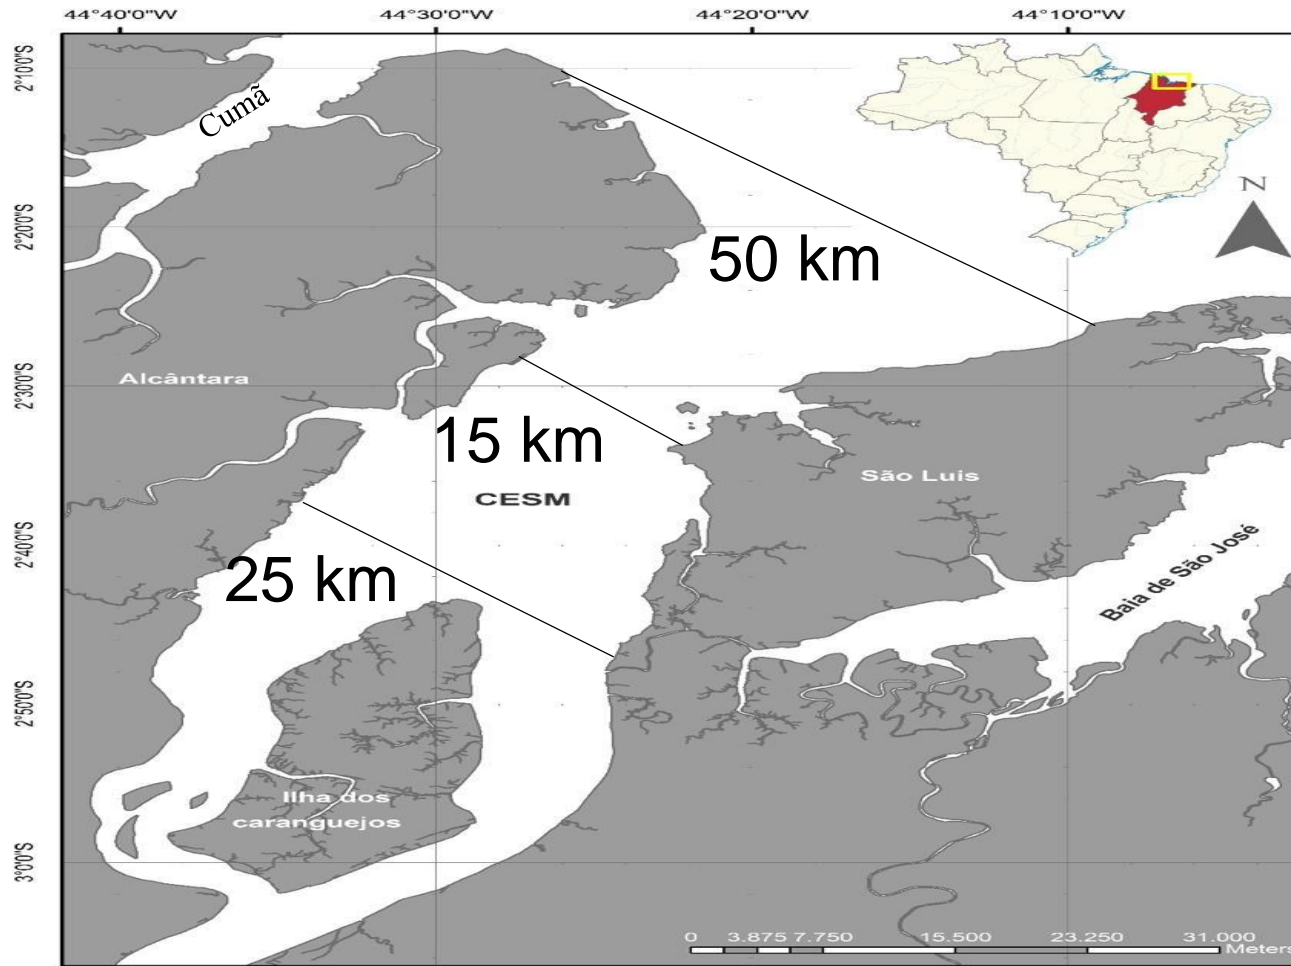 44°40'0"W 44°30'0"W 44°20'0"W 44°10'0"W
2°10'0"S
Cumã
N
2°20'0"S
50 km
Alcântara
2°30'0"S
15 km
São Luis
CESM
2°40'0"S
25 km
Baia de São José
2°50'0"S
Ilha dos
caranguejos
3°0'0"S
0 3.875 7.750 15.500 23.250 31.000
Meters